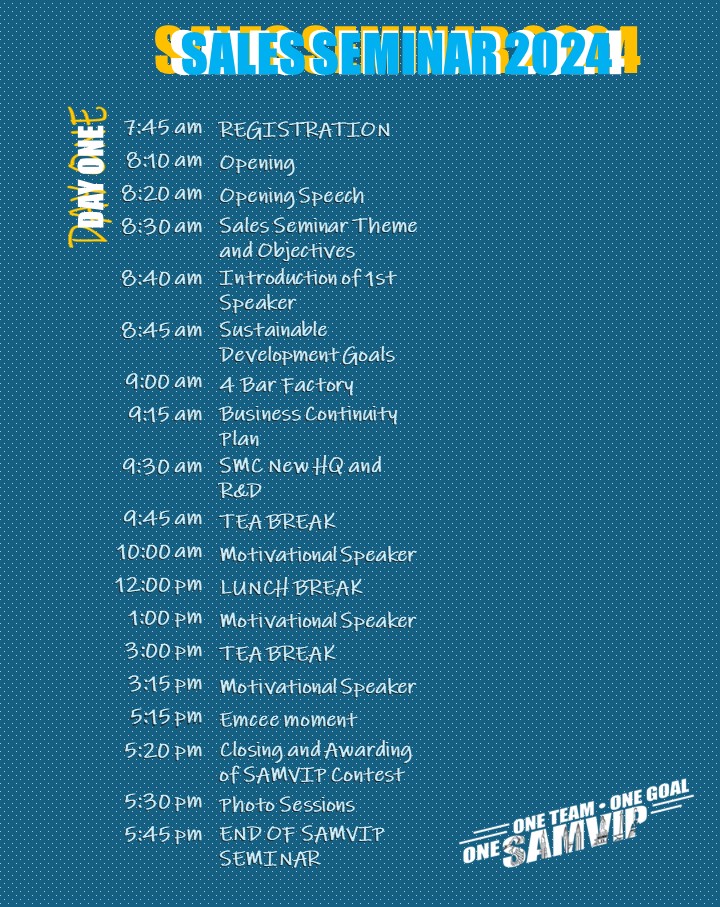 SALES SEMINAR 2024
DAY ONE
7:45 am REGISTRATION
8:10 am Opening
8:20 am Opening Speech
8:30 am Sales Seminar Theme
and Objectives
8:40 am Introduction of 1st
Speaker
8:45 am Sustainable
Development Goals
9:00 am 4 Bar Factory
9:15 am Business Continuity
Plan
9:30 am SMC New HQ and
R&D
9:45 am TEA BREAK
10:00 am Motivational Speaker
12:00 pm LUNCH BREAK
1:00 pm Motivational Speaker
3:00 pm TEA BREAK
3:15 pm Motivational Speaker
5:15 pm Emcee moment
5:20 pm Closing and Awarding
of SAMVIP Contest
5:30 pm Photo Sessions
5:45 pm END OF SAMVIP
SEMINAR
ONE TEAM • ONE GOAL
ONE SAMVIP